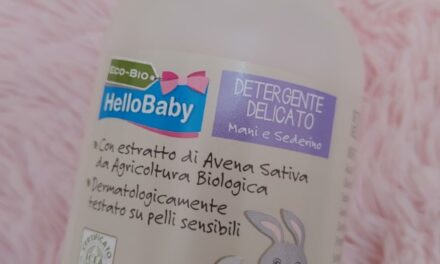 ECO-BIO
HelloBaby
DETERGENTE
DELICATO
Mani e Sederino
Con estratto di Avena Sativa
da Agricoltura Biologica
Dermatologicamente
testato su pelli sensibili